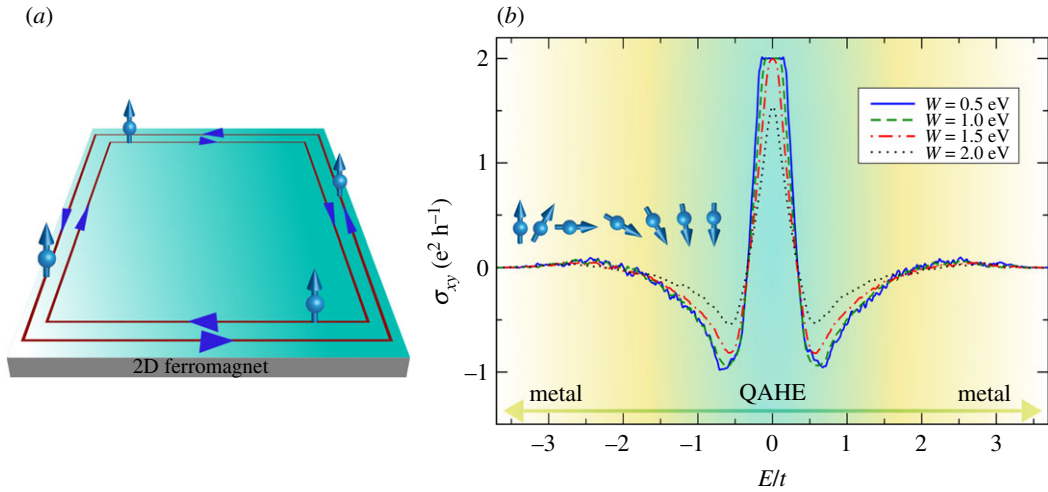 (a)
2D ferromagnet
(b)
2
1
0
−1
σxy (e² h⁻¹)
W = 0.5 eV
W = 1.0 eV
W = 1.5 eV
W = 2.0 eV
metal
QAHE
metal
−3 −2 −1 0 1 2 3
E/t